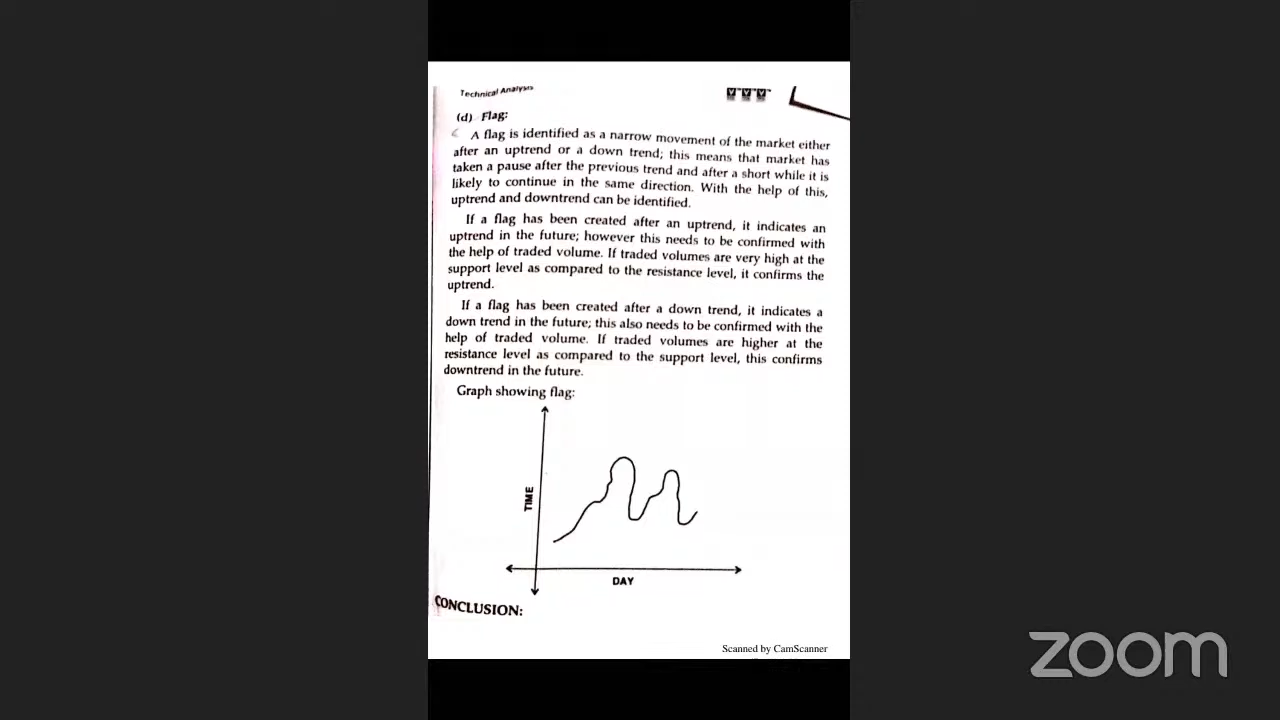 Technical Analysis
(d) Flag:
A flag is identified as a narrow movement of the market either
after an uptrend or a down trend; this means that market has
taken a pause after the previous trend and after a short while it is
likely to continue in the same direction. With the help of this,
uptrend and downtrend can be identified.
If a flag has been created after an uptrend, it indicates an
uptrend in the future; however this needs to be confirmed with
the help of traded volume. If traded volumes are very high at the
support level as compared to the resistance level, it confirms the
uptrend.
If a flag has been created after a down trend, it indicates a
down trend in the future; this also needs to be confirmed with the
help of traded volume. If traded volumes are higher at the
resistance level as compared to the support level, this confirms
downtrend in the future.
Graph showing flag:
TIME
DAY
CONCLUSION:
Scanned by CamScanner
zoom